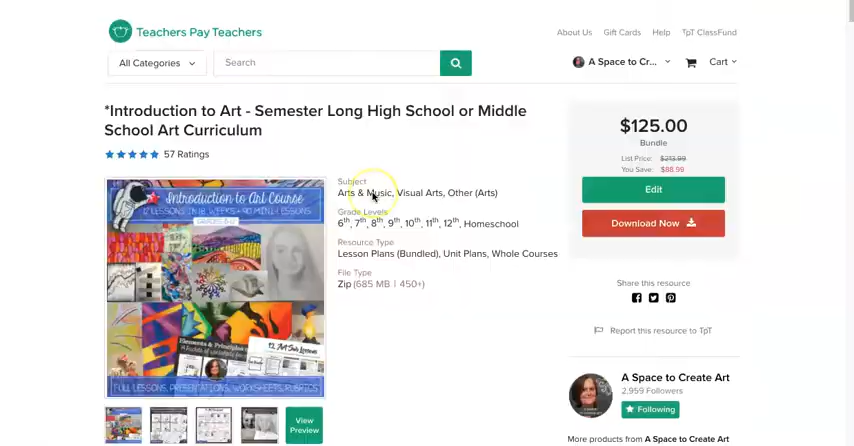 Teachers Pay Teachers
About Us Gift Cards Help TpT ClassFund
All Categories Search A Space to Cr... Cart
*Introduction to Art - Semester Long High School or Middle
School Art Curriculum
57 Ratings
Introduction to Art Course
GRADES 6-12
Elements & Principles
12 Art Sub Lessons
FULL LESSONS, PRESENTATIONS, WORKSHEETS, RUBRICS
View
Preview
Subject
Arts & Music, Visual Arts, Other (Arts)
Grade Levels
6th, 7th, 8th, 9th, 10th, 11th, 12th, Homeschool
Resource Type
Lesson Plans (Bundled), Unit Plans, Whole Courses
File Type
Zip (685 MB | 450+)
$125.00
Bundle
List Price: $213.99
You Save: $88.99
Edit
Download Now
Share this resource
Report this resource to TpT
A Space to Create Art
2,959 Followers
Following
More products from A Space to Create Art